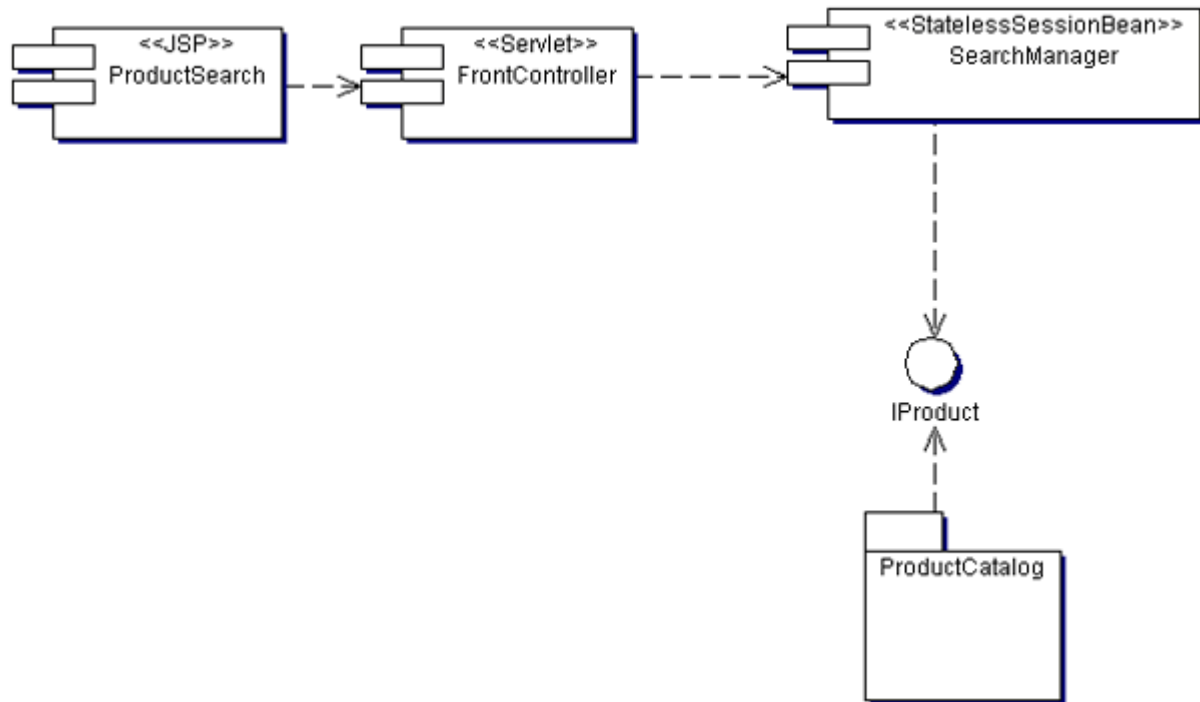 <<JSP>>
ProductSearch
<<Servlet>>
FrontController
<<StatelessSessionBean>>
SearchManager
IProduct
ProductCatalog